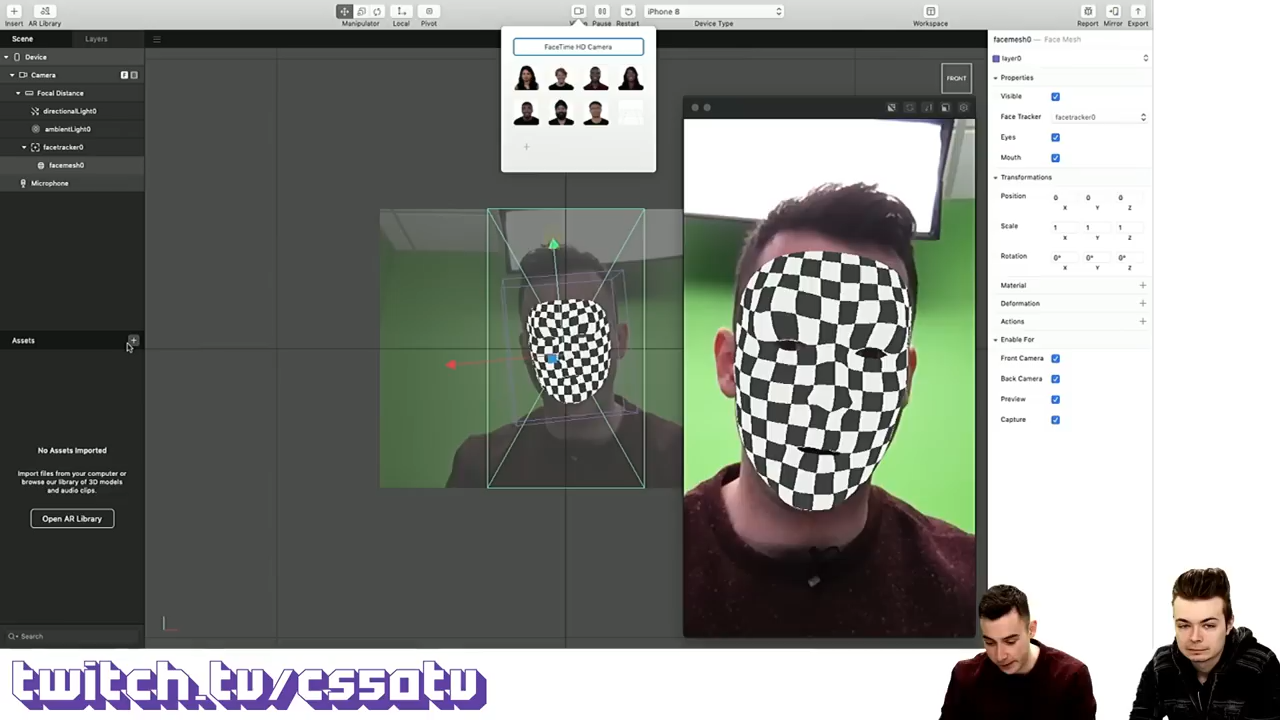 Insert
AR Library
Manipulator
Local
Pivot
Pause
Restart
iPhone 8
Device Type
Workspace
Report
Mirror
Export
Scene
Layers
Device
Camera
F
Focal Distance
directionalLight0
ambientLight0
facetracker0
facemesh0
Microphone
Assets
No Assets Imported
Import files from your computer or
browse our library of 3D models
and audio clips.
Open AR Library
Search
FaceTime HD Camera
FRONT
facemesh0 — Face Mesh
layer0
Properties
Visible
Face Tracker
facetracker0
Eyes
Mouth
Transformations
Position
0 0 0
X Y Z
Scale
1 1 1
X Y Z
Rotation
0° 0° 0°
X Y Z
Material
Deformation
Actions
Enable For
Front Camera
Back Camera
Preview
Capture
twitch.tv/cssatv